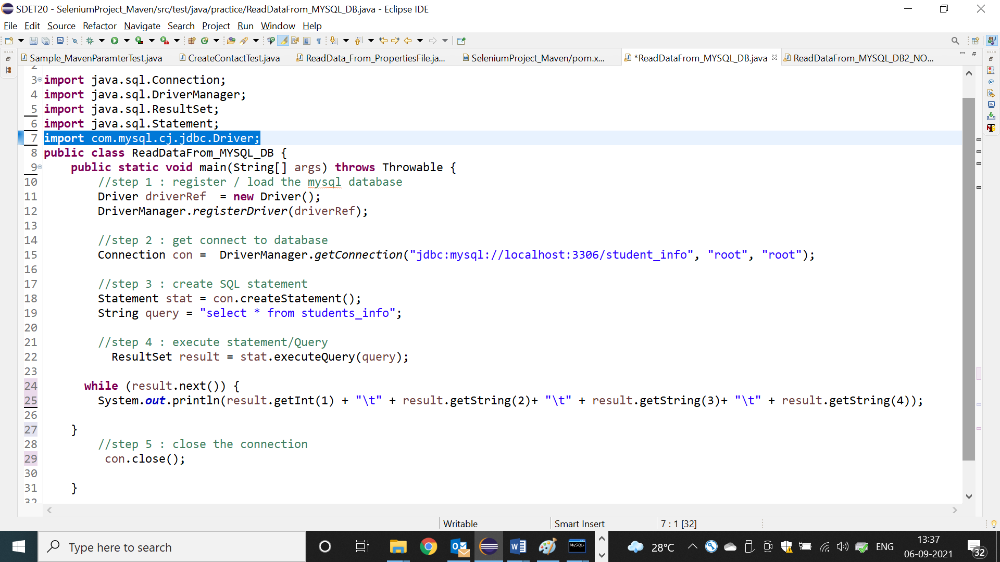 SDET20 - SeleniumProject_Maven/src/test/java/practice/ReadDataFrom_MYSQL_DB.java - Eclipse IDE
File Edit Source Refactor Navigate Search Project Run Window Help
Sample_MavenParamterTest.java CreateContactTest.java ReadData_From_PropertiesFile.ja... SeleniumProject_Maven/pom.x... *ReadDataFrom_MYSQL_DB.java ReadDataFrom_MYSQL_DB2_NO...
2
3 import java.sql.Connection;
4 import java.sql.DriverManager;
5 import java.sql.ResultSet;
6 import java.sql.Statement;
7 import com.mysql.cj.jdbc.Driver;
8 public class ReadDataFrom_MYSQL_DB {
9 public static void main(String[] args) throws Throwable {
10 //step 1 : register / load the mysql database
11 Driver driverRef = new Driver();
12 DriverManager.registerDriver(driverRef);
13
14 //step 2 : get connect to database
15 Connection con = DriverManager.getConnection("jdbc:mysql://localhost:3306/student_info", "root", "root");
16
17 //step 3 : create SQL statement
18 Statement stat = con.createStatement();
19 String query = "select * from students_info";
20
21 //step 4 : execute statement/Query
22 ResultSet result = stat.executeQuery(query);
23
24 while (result.next()) {
25 System.out.println(result.getInt(1) + "\t" + result.getString(2)+ "\t" + result.getString(3)+ "\t" + result.getString(4));
26
27 }
28 //step 5 : close the connection
29 con.close();
30
31 }
32
Writable Smart Insert 7 : 1 [32]
Type here to search
MySQL
28°C
ENG
13:37
06-09-2021
32